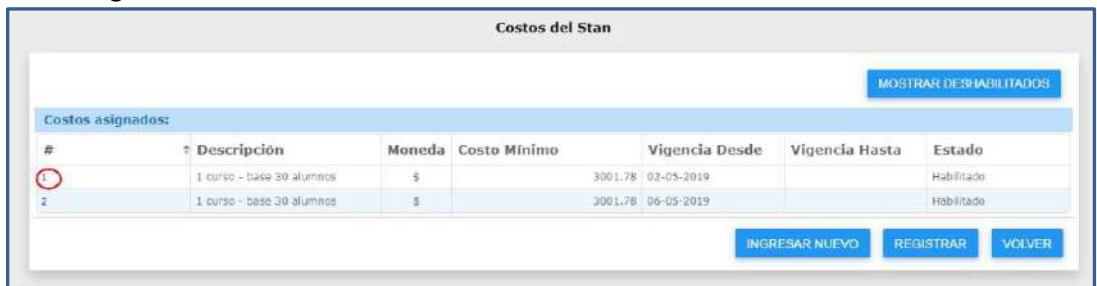 Costos del Stan
MOSTRAR DESHABILITADOS
Costos asignados:
# Descripción Moneda Costo Mínimo Vigencia Desde Vigencia Hasta Estado
1 1 curso - base 30 alumnos $ 3001.78 02-05-2019 Habilitado
2 1 curso - base 30 alumnos $ 3001.78 06-05-2019 Habilitado
INGRESAR NUEVO REGISTRAR VOLVER